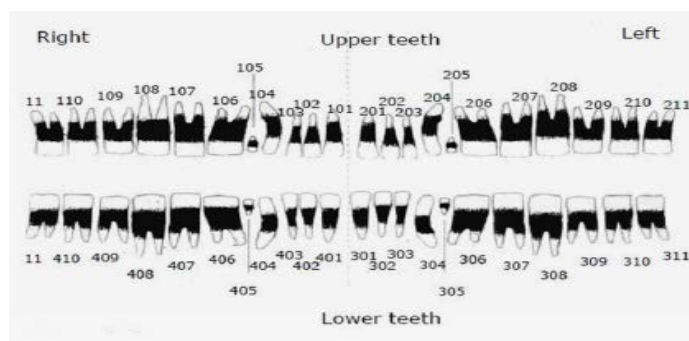 Right Upper teeth Left
105 205
11 110 109 108 107 106 104 103 102 101 201 202 203 204 206 207 208 209 210 211
11 410 409 408 407 406 404 403 402 401 301 302 303 304 306 307 308 309 310 311
405 305
Lower teeth